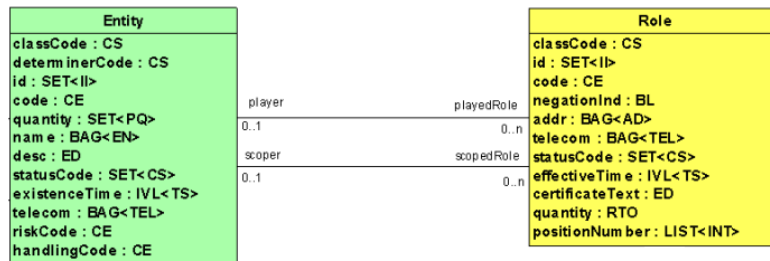 Entity
classCode : CS
determinerCode : CS
id : SET<II>
code : CE
quantity : SET<PQ>
name : BAG<EN>
desc : ED
statusCode : SET<CS>
existenceTime : IVL<TS>
telecom : BAG<TEL>
riskCode : CE
handlingCode : CE
player
playedRole
0..1
0..n
scoper
scopedRole
0..1
0..n
Role
classCode : CS
id : SET<II>
code : CE
negationInd : BL
addr : BAG<AD>
telecom : BAG<TEL>
statusCode : SET<CS>
effectiveTime : IVL<TS>
certificateText : ED
quantity : RTO
positionNumber : LIST<INT>